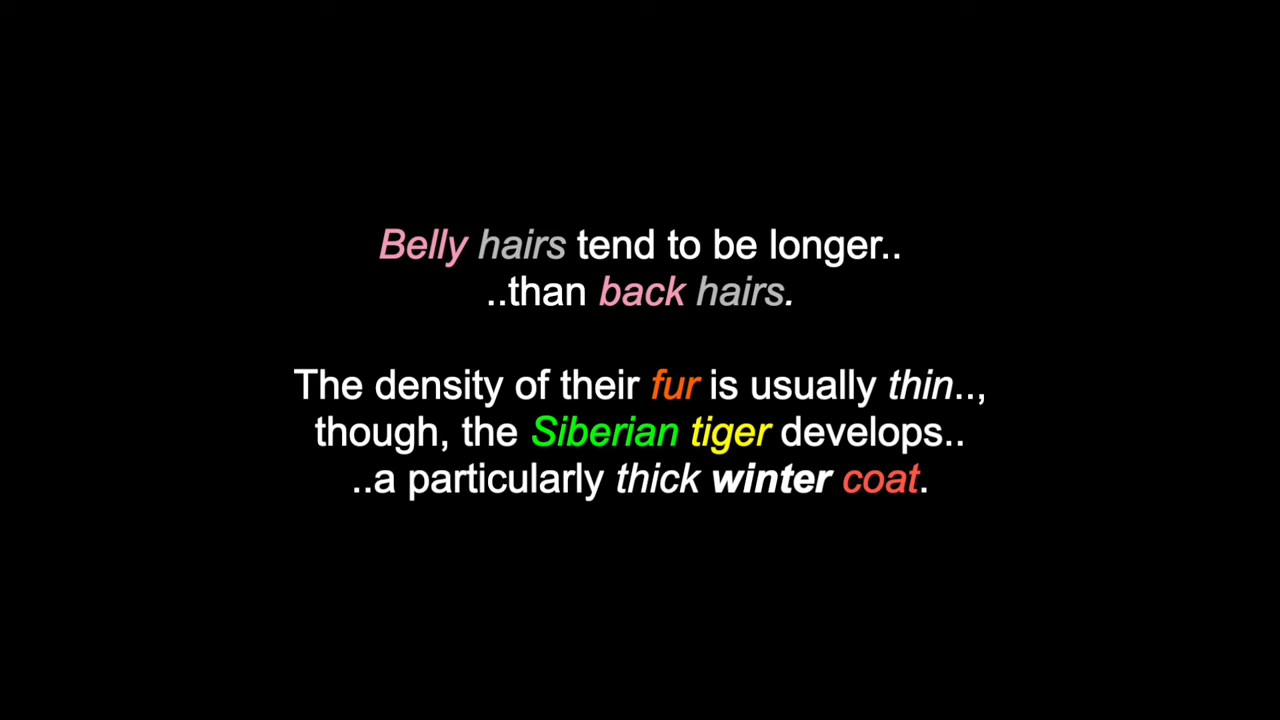 Belly hairs tend to be longer..
..than back hairs.
The density of their fur is usually thin..,
though, the Siberian tiger develops..
..a particularly thick winter coat.